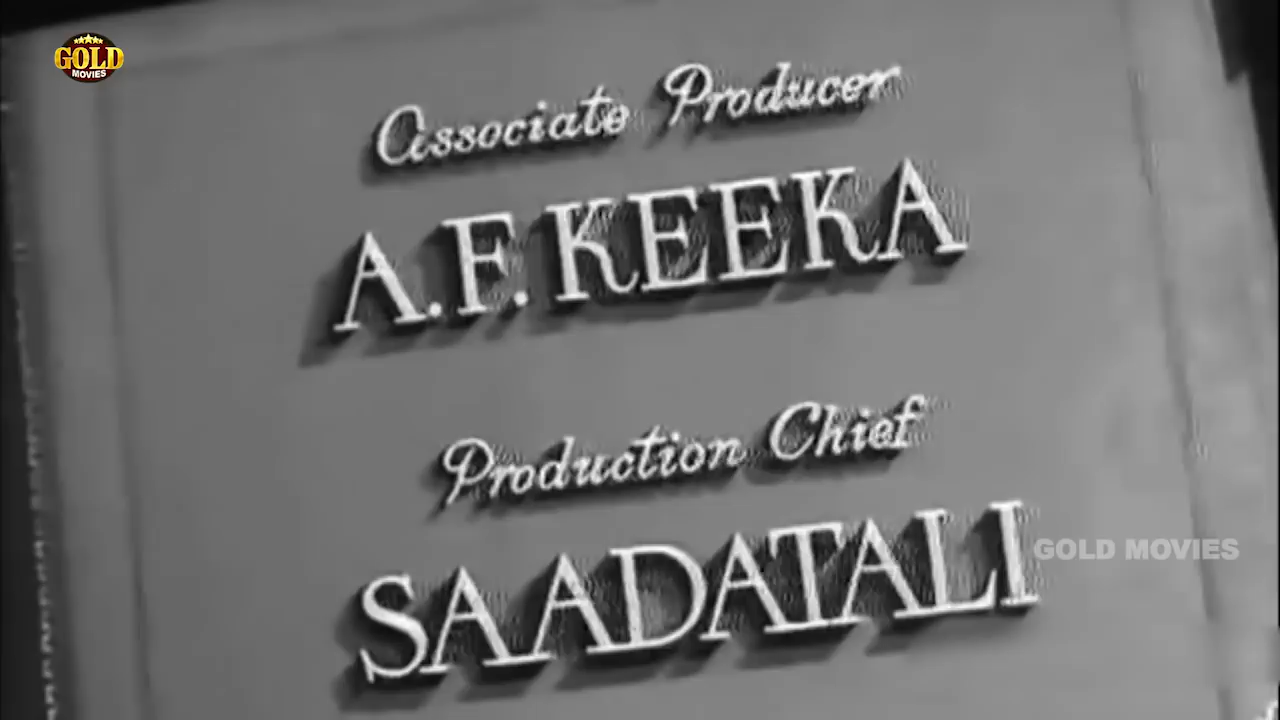 GOLD
MOVIES
Associate Producer
A.F. KEEKA
Production Chief
SAADATALI
GOLD MOVIES